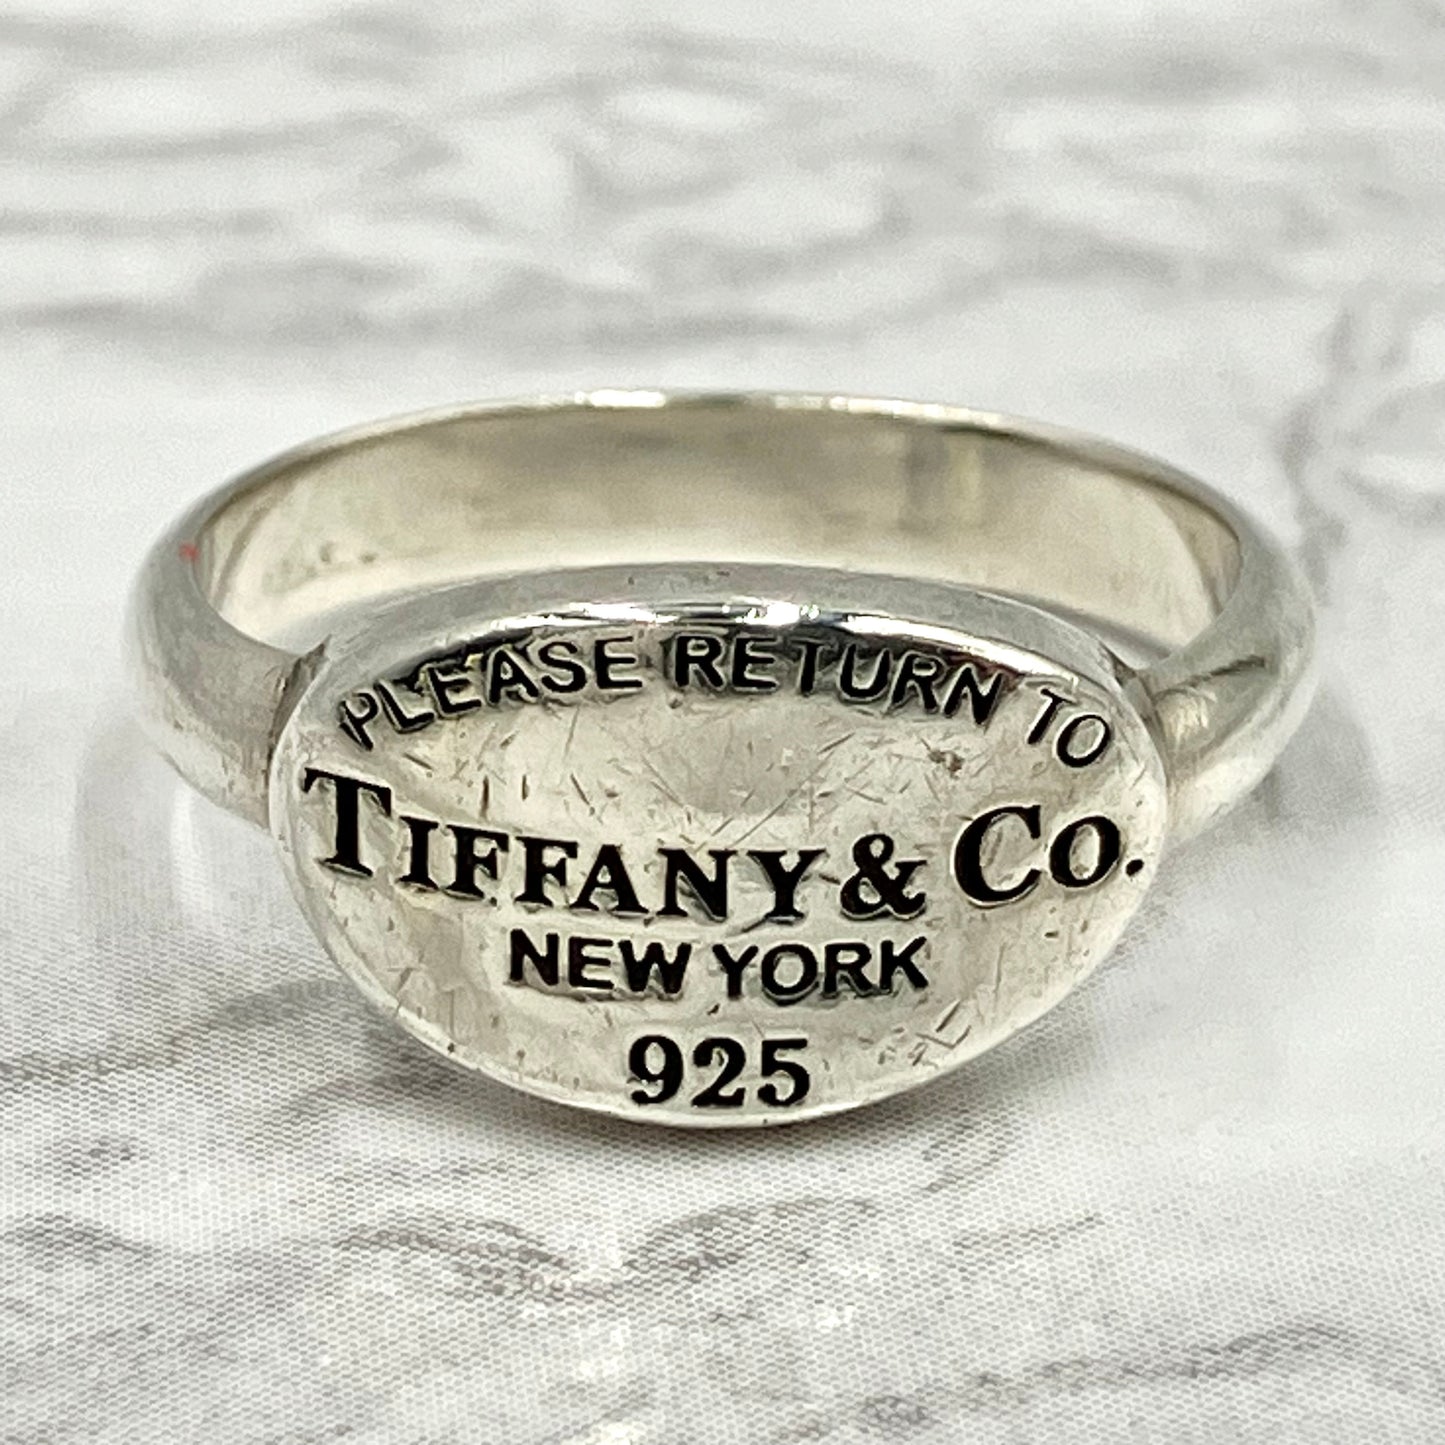 PLEASE RETURN TO
TIFFANY & CO.
NEW YORK
925